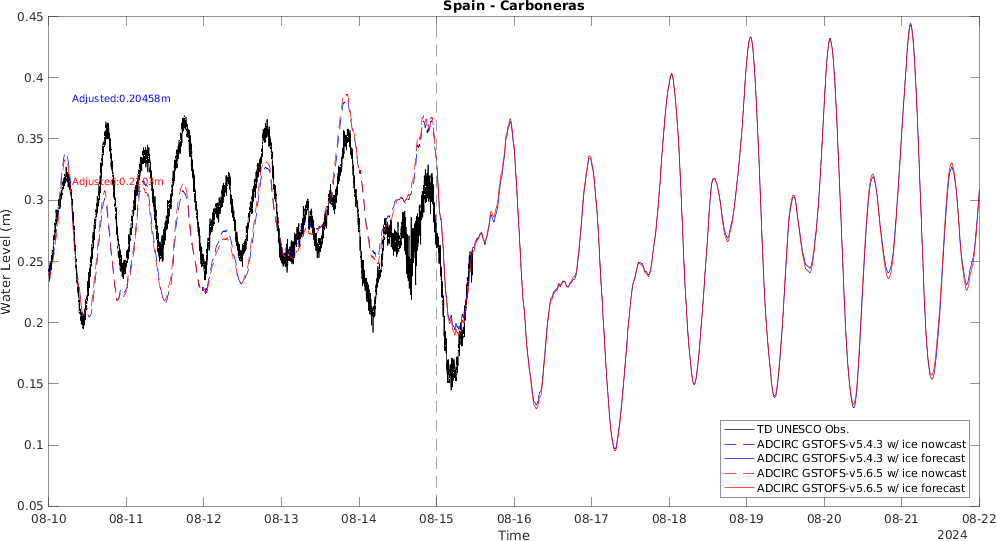 Spain - Carboneras
0.45
0.4
0.35
0.3
0.25
0.2
0.15
0.1
0.05
Water Level (m)
Adjusted:0.20458m
TD UNESCO Obs.
ADCIRC GSTOFS-v5.4.3 w/ ice nowcast
ADCIRC GSTOFS-v5.4.3 w/ ice forecast
ADCIRC GSTOFS-v5.6.5 w/ ice nowcast
ADCIRC GSTOFS-v5.6.5 w/ ice forecast
08-10 08-11 08-12 08-13 08-14 08-15 08-16 08-17 08-18 08-19 08-20 08-21 08-22
Time
2024